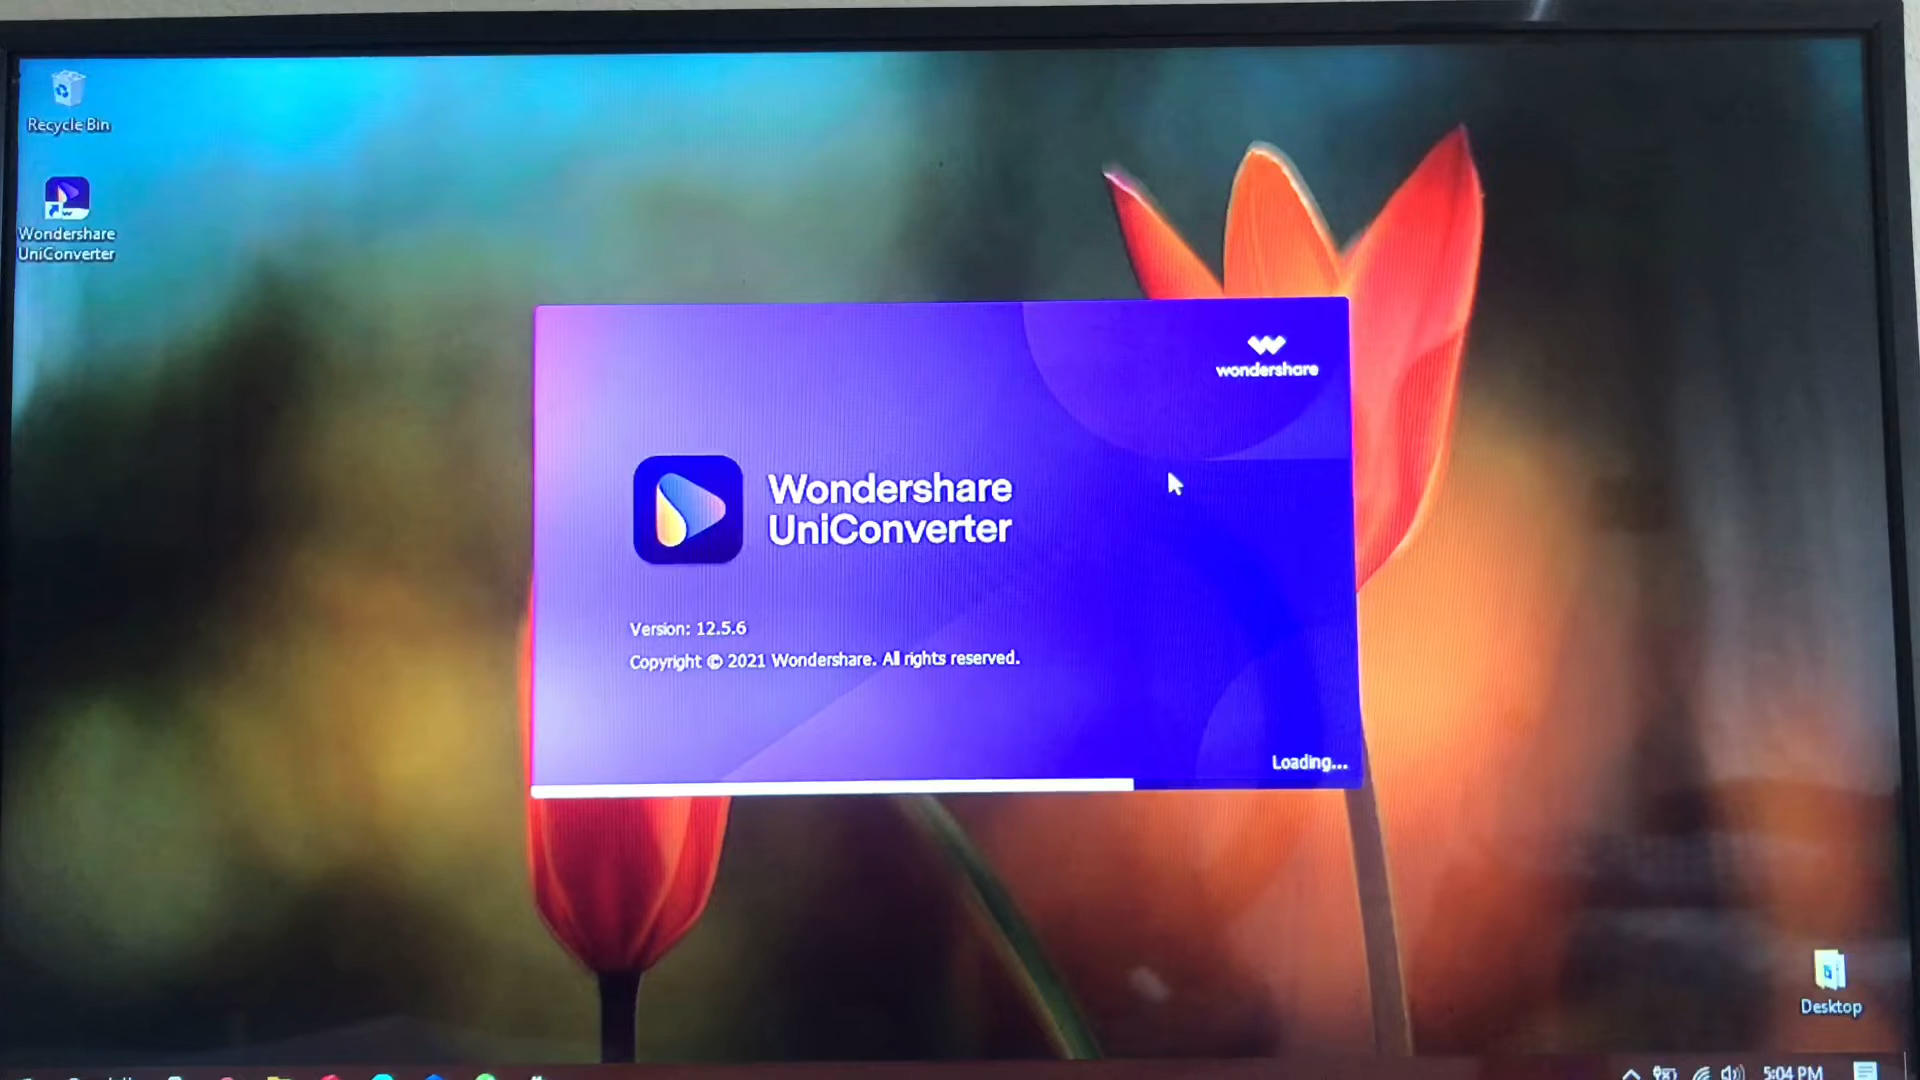 Recycle Bin
Wondershare
UniConverter
wondershare
Wondershare
UniConverter
Version: 12.5.6
Copyright © 2021 Wondershare. All rights reserved.
Loading...
Desktop
5:04 PM